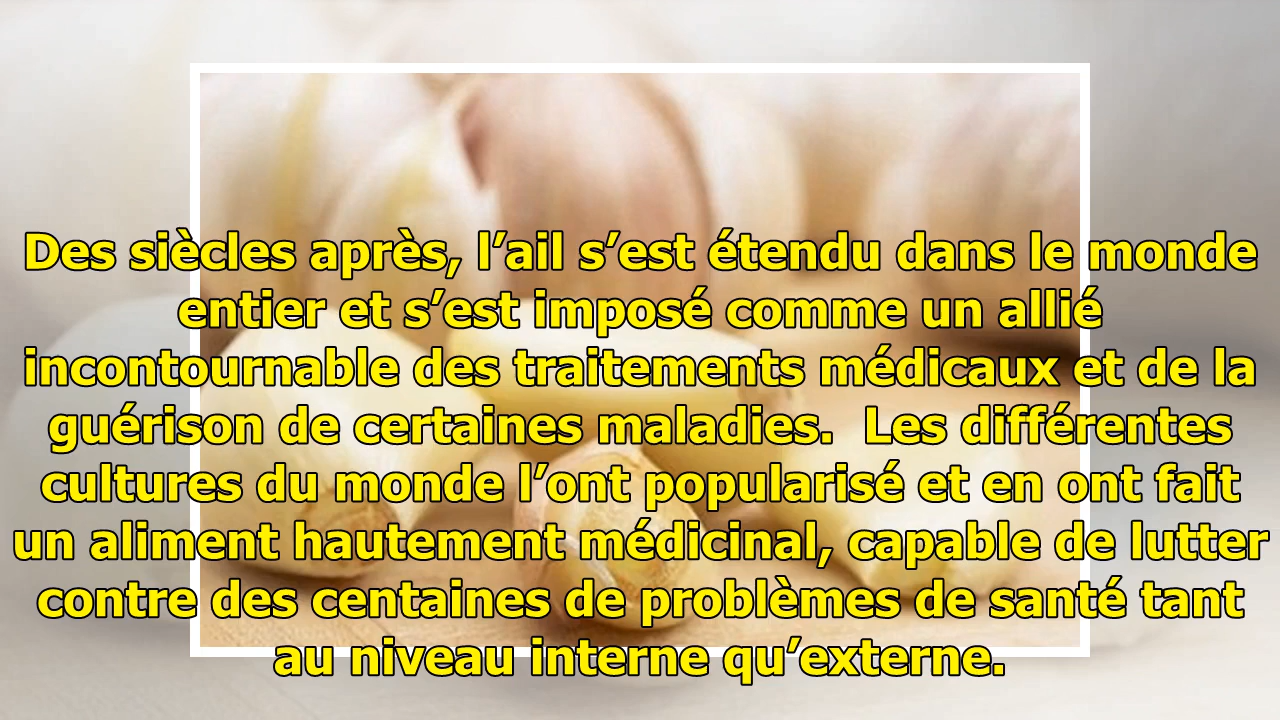 Des siècles après, l’ail s’est étendu dans le monde
entier et s’est imposé comme un allié
incontournable des traitements médicaux et de la
guérison de certaines maladies.  Les différentes
cultures du monde l’ont popularisé et en ont fait
un aliment hautement médicinal, capable de lutter
contre des centaines de problèmes de santé tant
au niveau interne qu’externe.